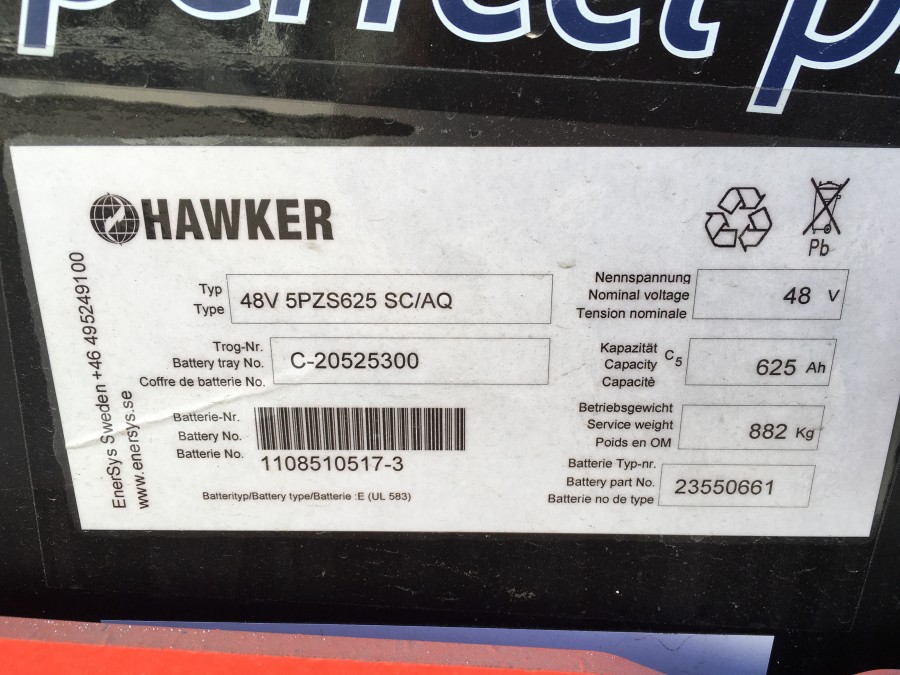 perfect p
HAWKER
Pb
Typ
Type
48V 5PZS625 SC/AQ
Trog-Nr.
Battery tray No.
Coffre de batterie No.
C-20525300
Batterie-Nr.
Battery No.
Batterie No.
1108510517-3
Batterityp/Battery type/Batterie :E (UL 583)
Nennspannung
Nominal voltage
Tension nominale
48 V
Kapazität
Capacity
Capacitè
C5
625 Ah
Betriebsgewicht
Service weight
Poids en OM
882 Kg
Batterie Typ-nr.
Battery part No.
Batterie no de type
23550661
EnerSys Sweden +46 495249100
www.enersys.se